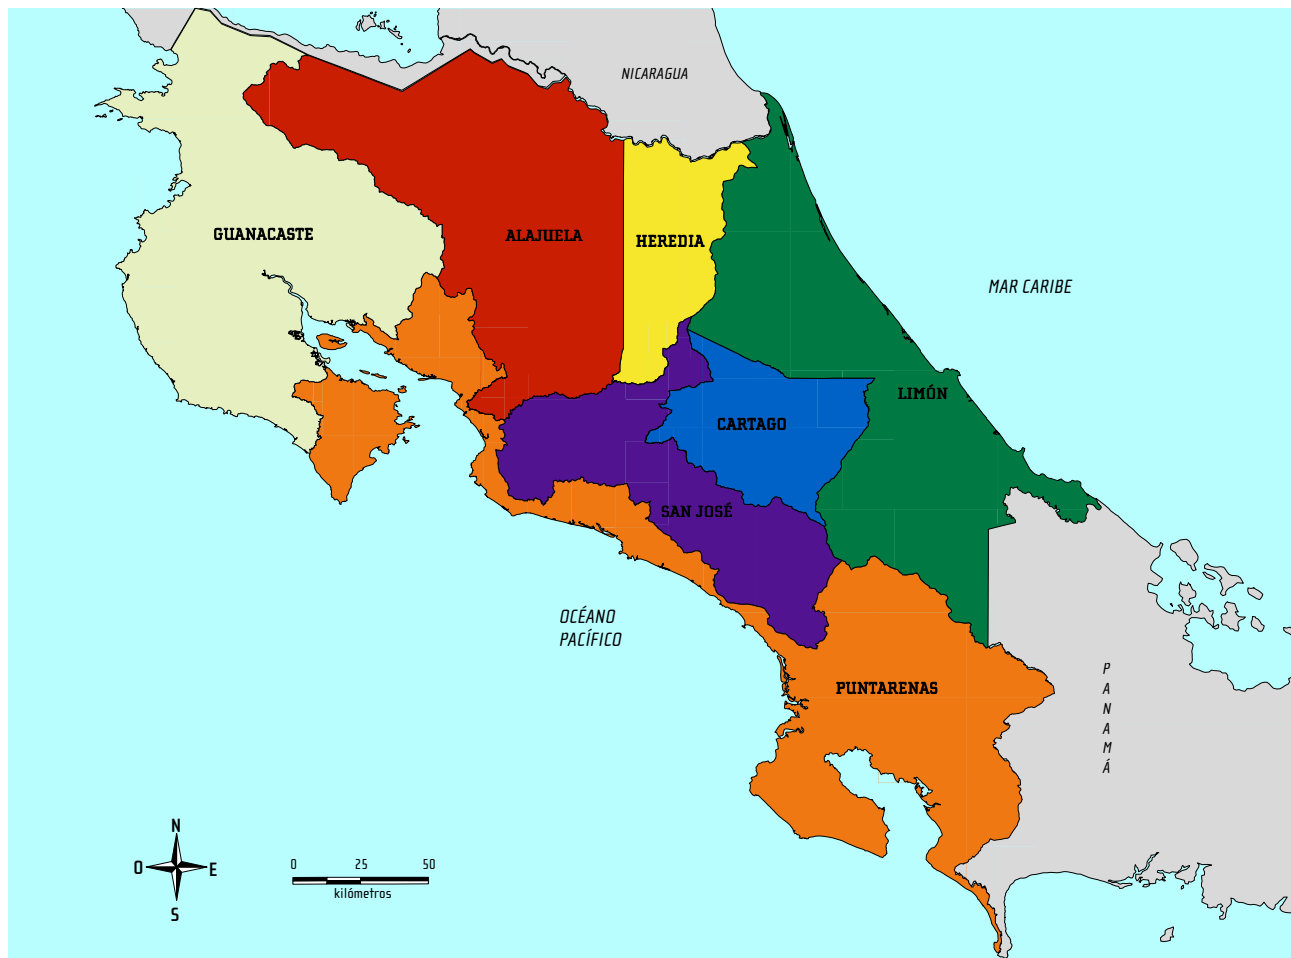 NICARAGUA
GUANACASTE
ALAJUELA
HEREDIA
MAR CARIBE
LIMÓN
CARTAGO
SAN JOSÉ
OCÉANO
PACÍFICO
PUNTARENAS
P
A
N
A
M
Á
N
O
E
S
0 25 50
kilómetros